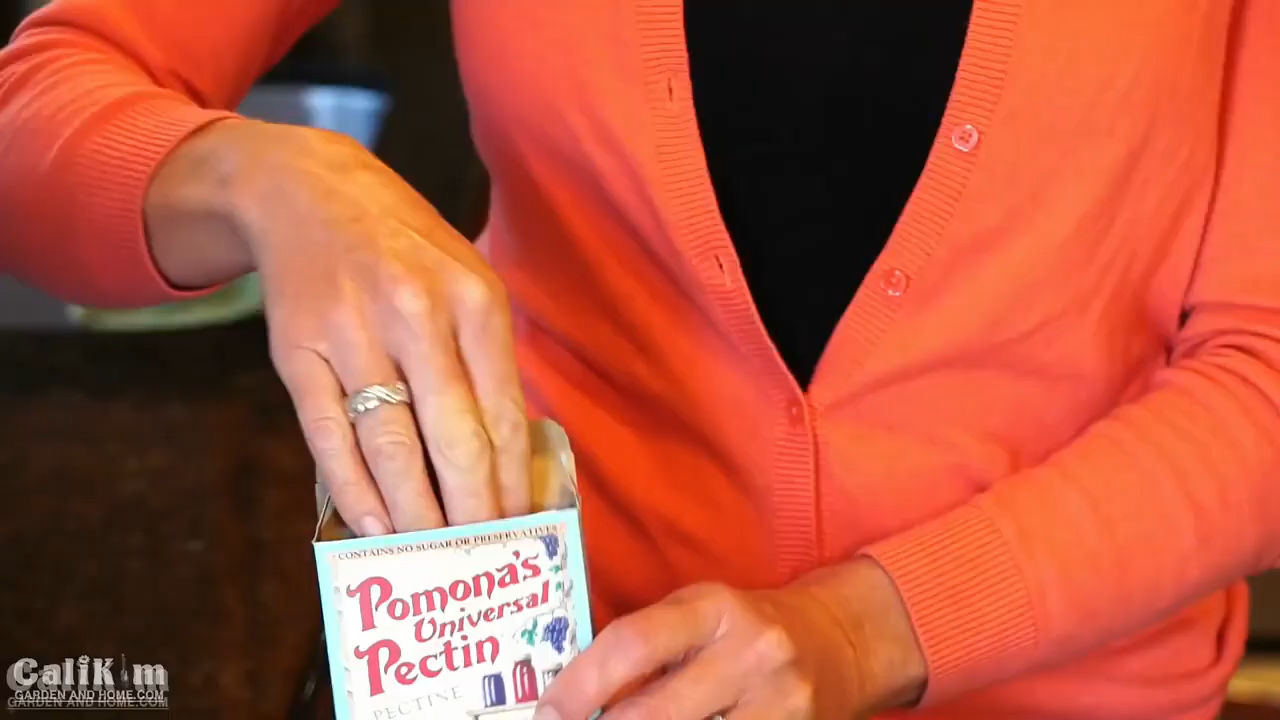 CONTAINS NO SUGAR OR PRESERVATIVES
Pomona's
Universal
Pectin
PECTINE
CaliKim
GARDEN AND HOME.COM